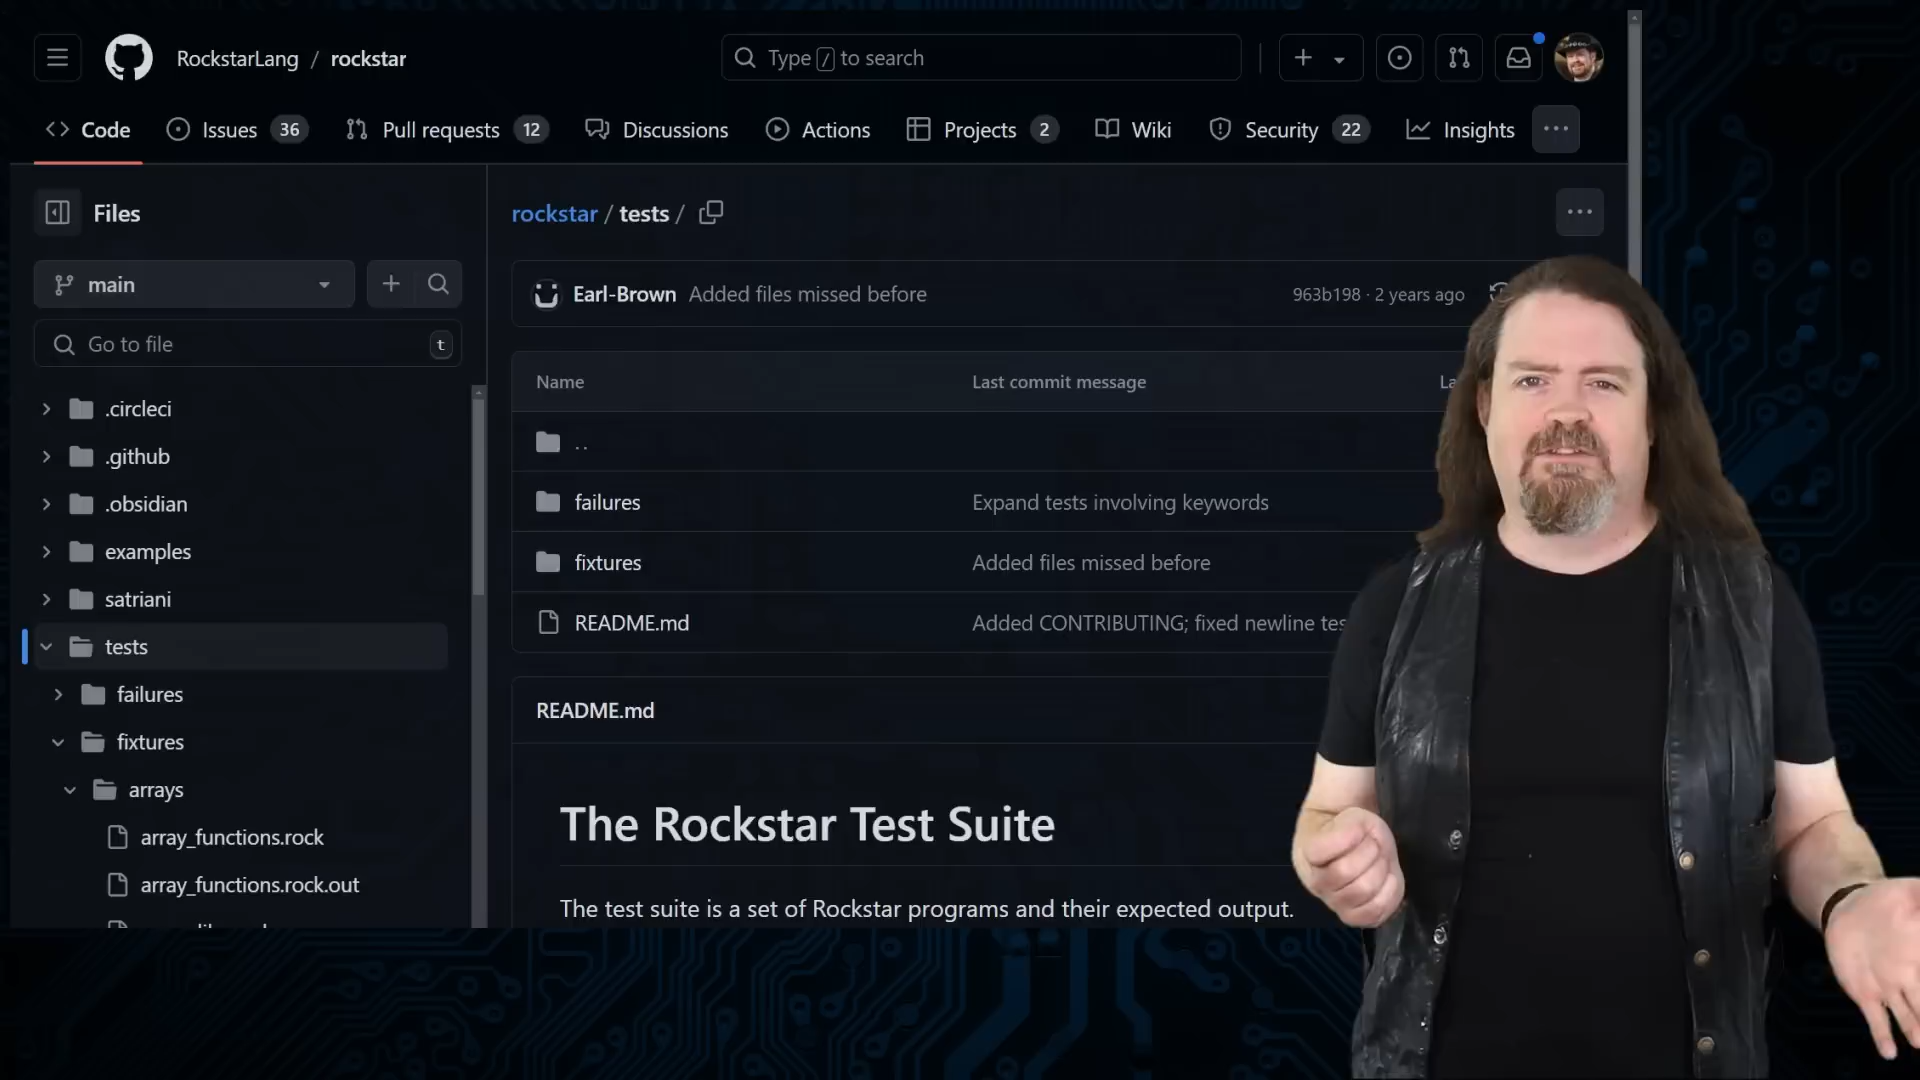 RockstarLang / rockstar
Type / to search
Code
Issues 36
Pull requests 12
Discussions
Actions
Projects 2
Wiki
Security 22
Insights
Files
main
Go to file
t
.circleci
.github
.obsidian
examples
satriani
tests
failures
fixtures
arrays
array_functions.rock
array_functions.rock.out
rockstar / tests /
Earl-Brown Added files missed before
963b198 · 2 years ago
Name Last commit message
..
failures Expand tests involving keywords
fixtures Added files missed before
README.md Added CONTRIBUTING; fixed newline
README.md
The Rockstar Test Suite
The test suite is a set of Rockstar programs and their expected output.